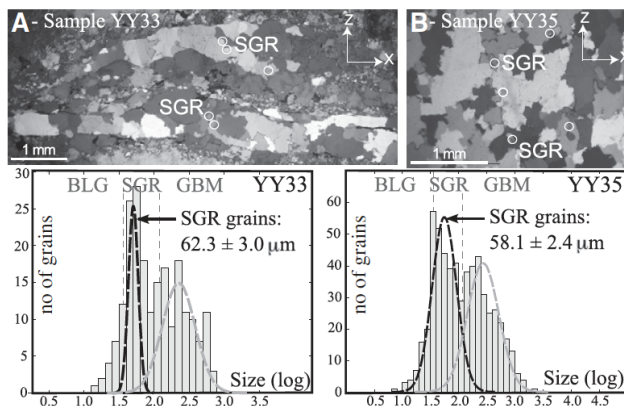 A - Sample YY33
Z
X
SGR
SGR
1 mm
B - Sample YY35
Z
X
SGR
SGR
1 mm
30
25
20
15
10
5
0
no of grains
BLG SGR GBM YY33
SGR grains:
62.3 ± 3.0 µm
Size (log)
0.5 1.0 1.5 2.0 2.5 3.0 3.5
60
50
40
30
20
10
0
no of grains
BLG SGR GBM YY35
SGR grains:
58.1 ± 2.4 µm
Size (log)
0.5 1.0 1.5 2.0 2.5 3.0 3.5 4.0 4.5